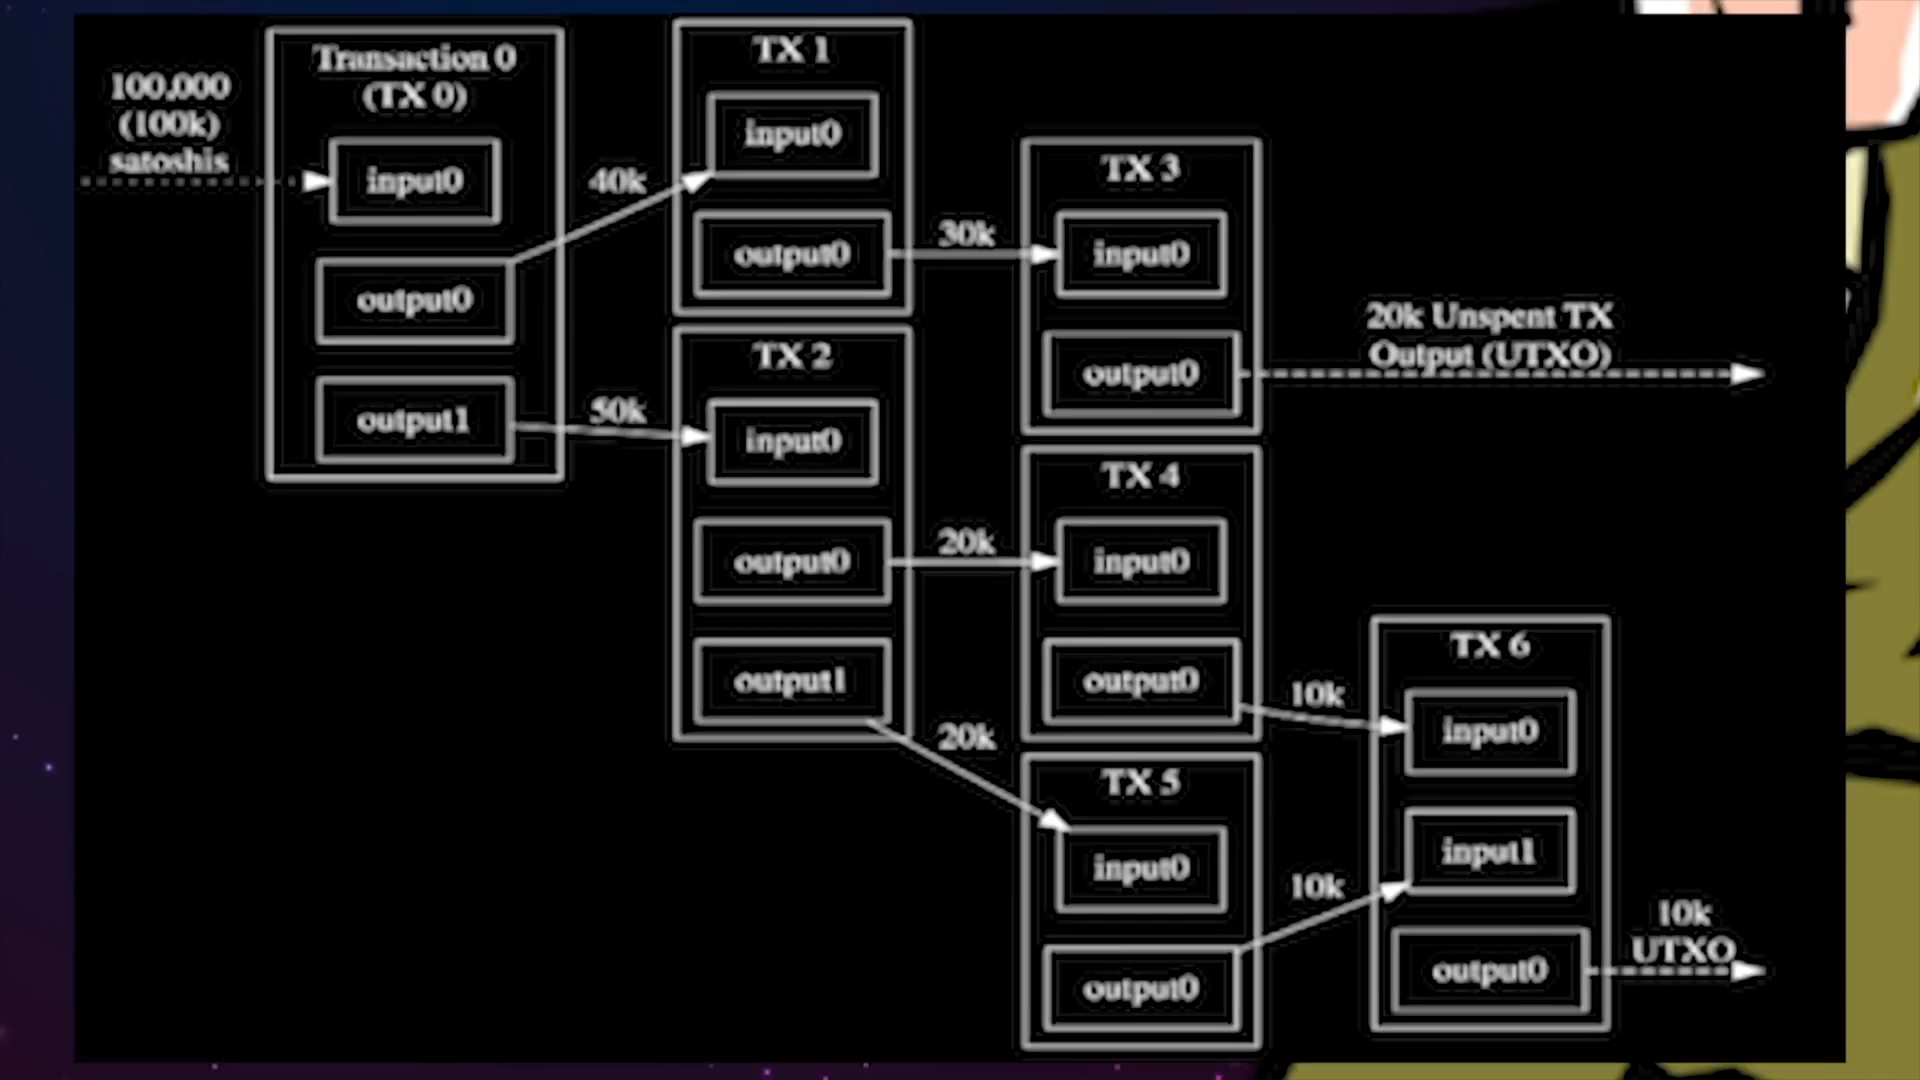 100,000
(100k)
satoshis
Transaction 0
(TX 0)
input0
output0
output1
40k
50k
TX 1
input0
output0
30k
TX 2
input0
output0
output1
20k
20k
TX 3
input0
output0
20k Unspent TX
Output (UTXO)
TX 4
input0
output0
10k
TX 5
input0
output0
10k
TX 6
input0
input1
output0
10k
UTXO